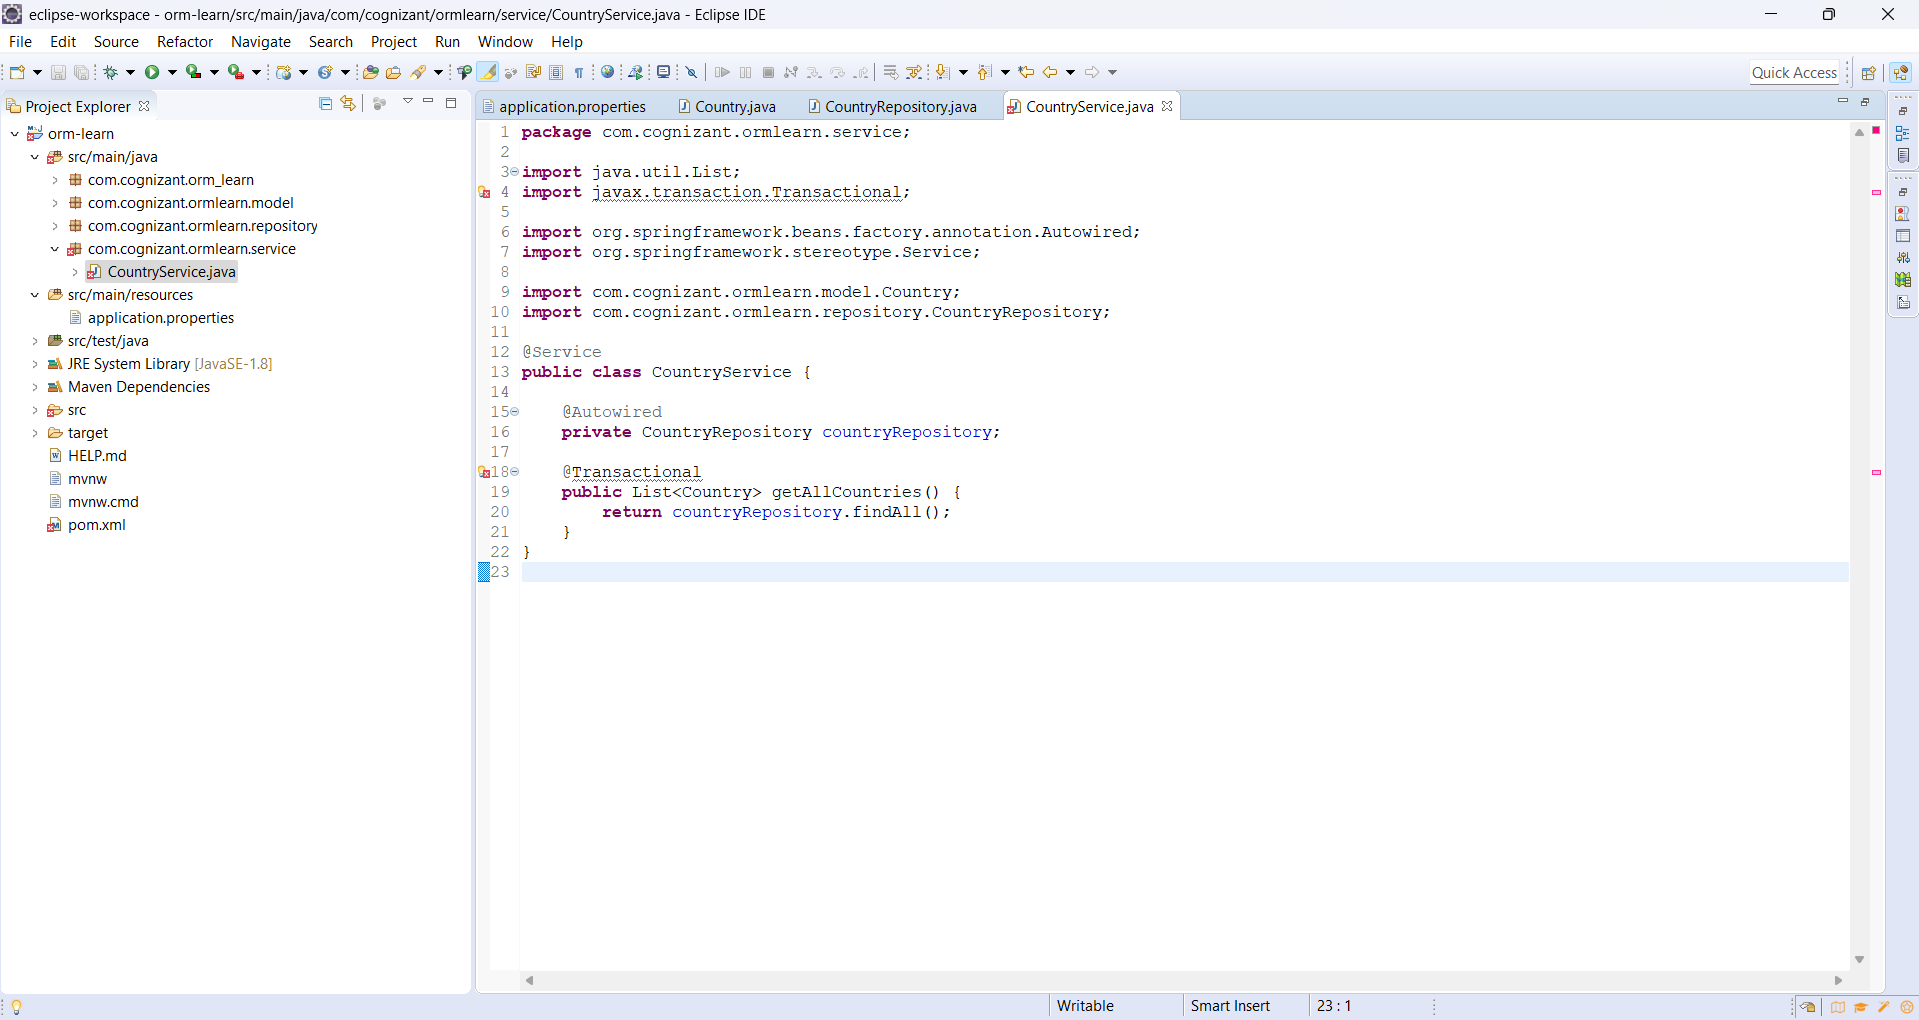 eclipse-workspace - orm-learn/src/main/java/com/cognizant/ormlearn/service/CountryService.java - Eclipse IDE
File Edit Source Refactor Navigate Search Project Run Window Help
Quick Access
Project Explorer
orm-learn
src/main/java
com.cognizant.orm_learn
com.cognizant.ormlearn.model
com.cognizant.ormlearn.repository
com.cognizant.ormlearn.service
CountryService.java
src/main/resources
application.properties
src/test/java
JRE System Library [JavaSE-1.8]
Maven Dependencies
src
target
HELP.md
mvnw
mvnw.cmd
pom.xml
application.properties Country.java CountryRepository.java CountryService.java
1 package com.cognizant.ormlearn.service;
2
3 import java.util.List;
4 import javax.transaction.Transactional;
5
6 import org.springframework.beans.factory.annotation.Autowired;
7 import org.springframework.stereotype.Service;
8
9 import com.cognizant.ormlearn.model.Country;
10 import com.cognizant.ormlearn.repository.CountryRepository;
11
12 @Service
13 public class CountryService {
14
15     @Autowired
16     private CountryRepository countryRepository;
17
18     @Transactional
19     public List<Country> getAllCountries() {
20         return countryRepository.findAll();
21     }
22 }
23
Writable Smart Insert 23 : 1